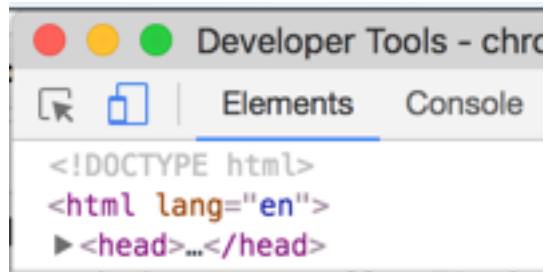 Developer Tools - chro
Elements Console
<!DOCTYPE html>
<html lang="en">
▶<head>…</head>